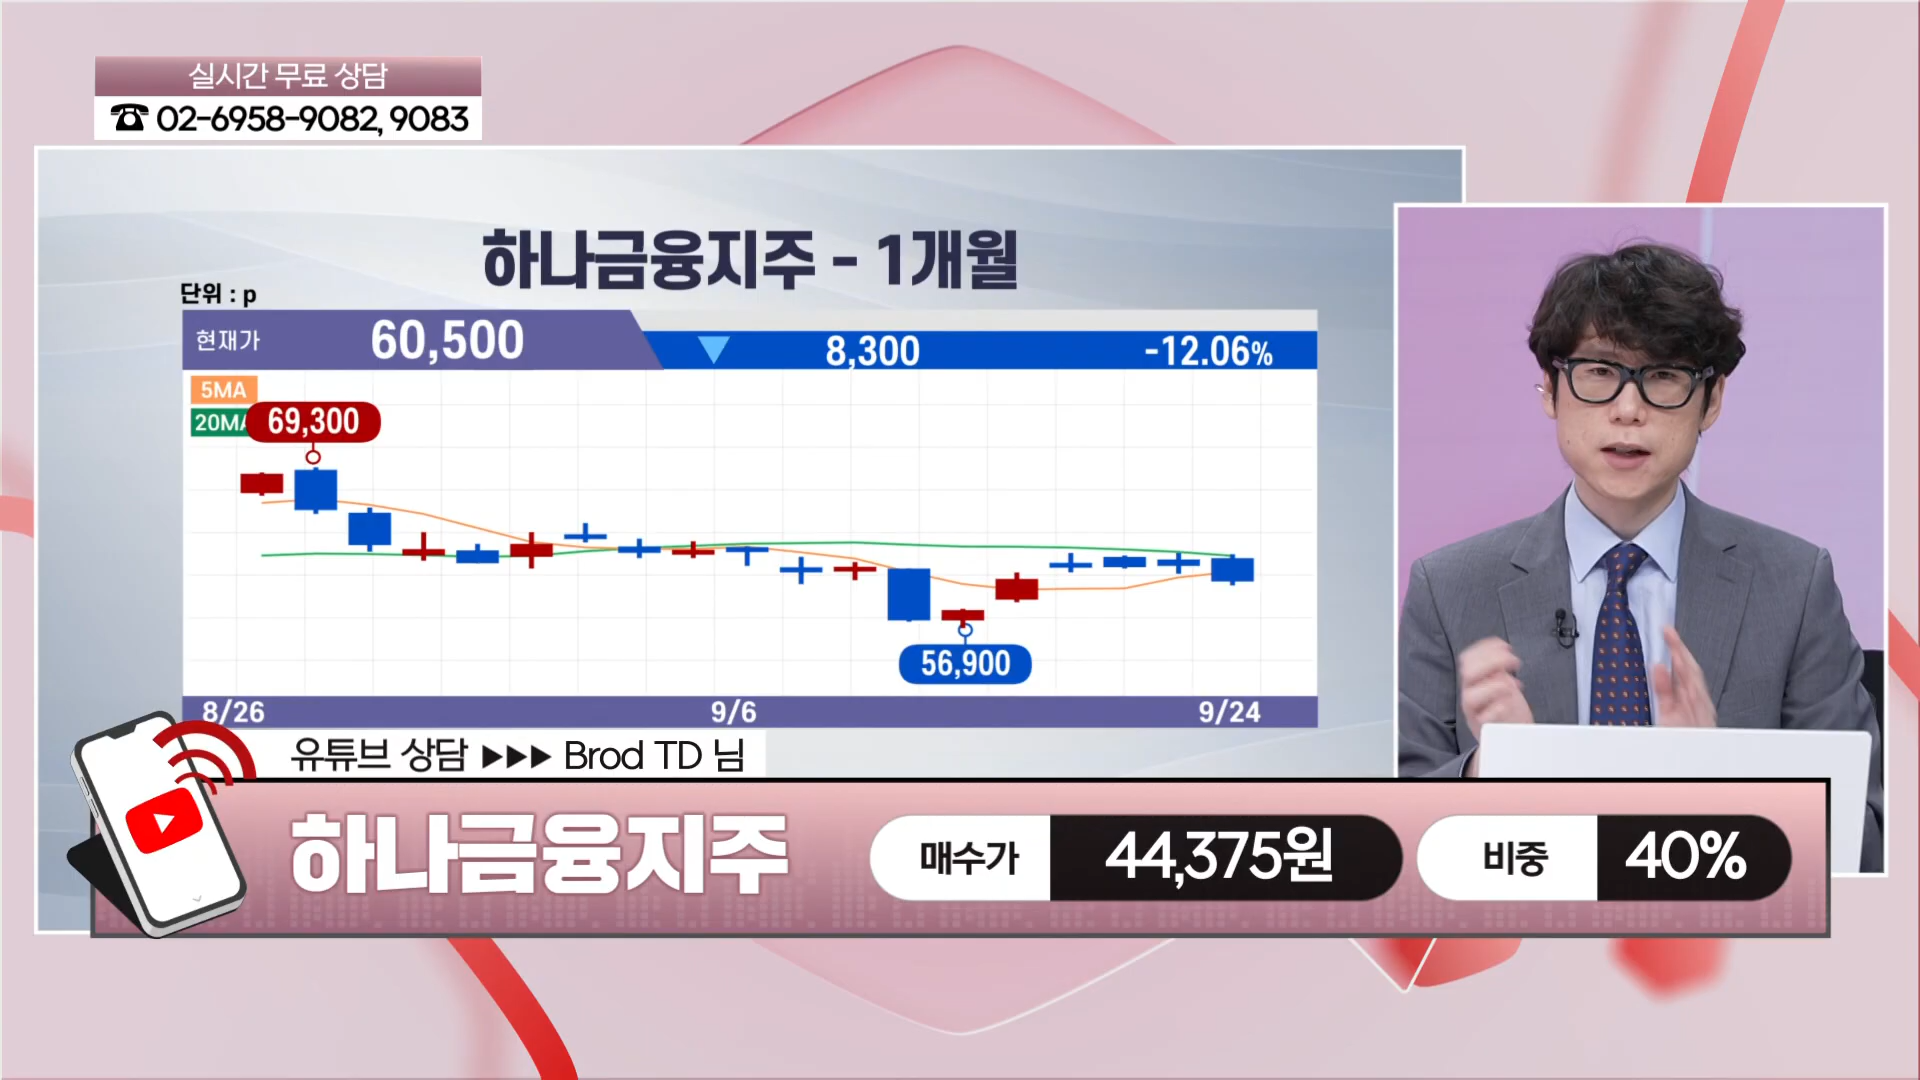 실시간 무료 상담
☎ 02-6958-9082, 9083
하나금융지주 - 1개월
단위 : p
현재가 60,500 ▼ 8,300 -12.06%
5MA
20MA
69,300
56,900
8/26 9/6 9/24
유튜브 상담 ▶▶▶ Brod TD 님
하나금융지주 매수가 44,375원 비중 40%